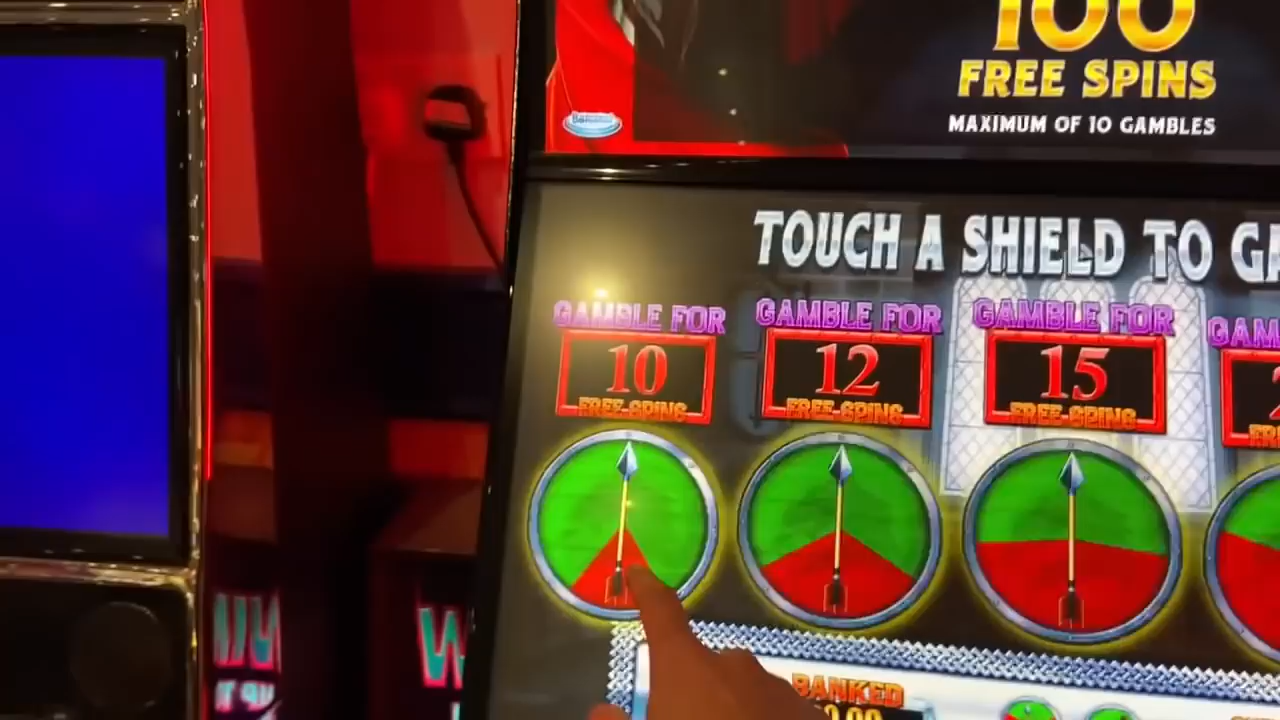 100
FREE SPINS
MAXIMUM OF 10 GAMBLES
TOUCH A SHIELD TO
GAMBLE FOR
10
FREE SPINS
GAMBLE FOR
12
FREE SPINS
GAMBLE FOR
15
FREE SPINS
BANKED